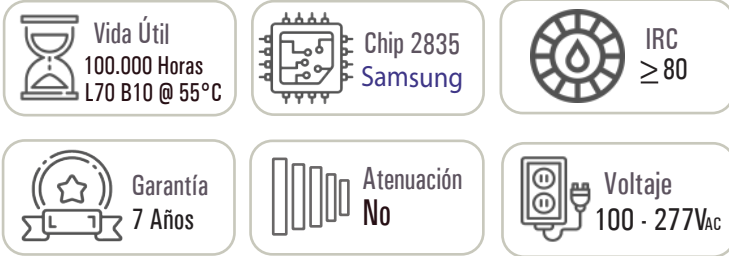 Vida Útil
100.000 Horas
L70 B10 @ 55°C
Chip 2835
Samsung
IRC
≥ 80
Garantía
7 Años
Atenuación
No
Voltaje
100 - 277VAC